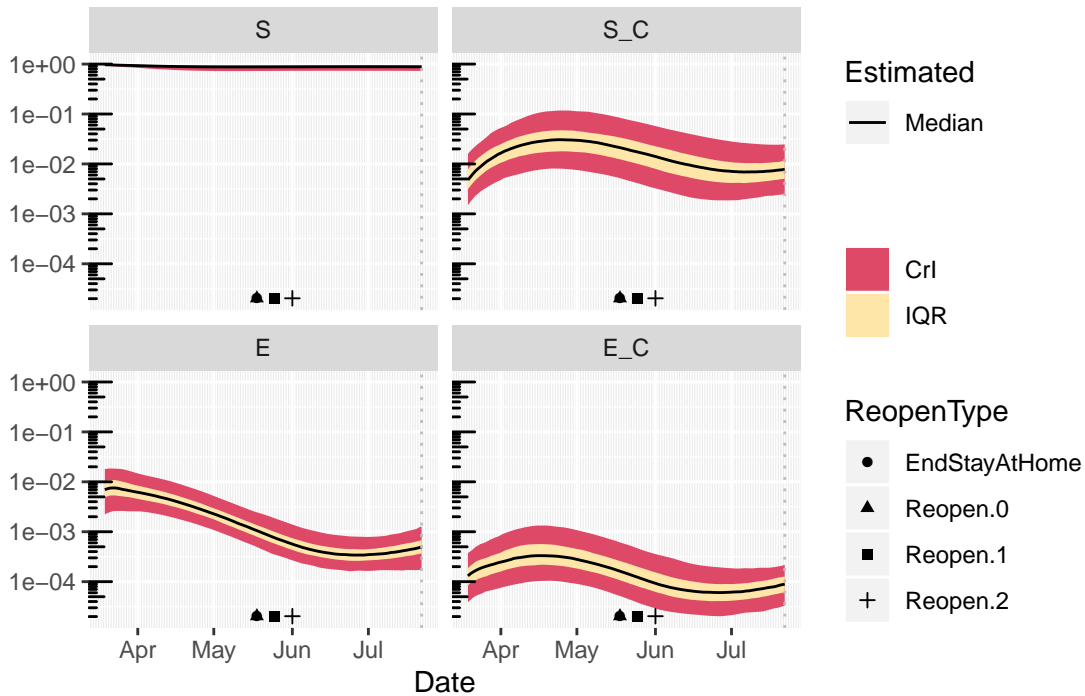 S
S_C
1e+00
1e−01
1e−02
1e−03
1e−04
E
E_C
1e+00
1e−01
1e−02
1e−03
1e−04
Apr May Jun Jul
Apr May Jun Jul
Date
Estimated
Median
CrI
IQR
ReopenType
EndStayAtHome
Reopen.0
Reopen.1
Reopen.2